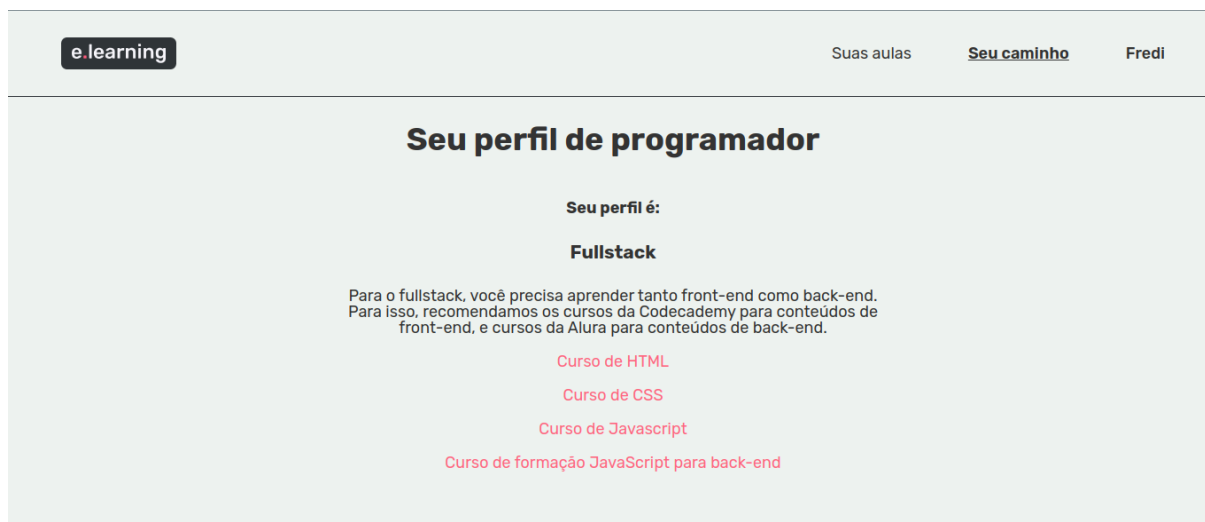 e.learning
Suas aulas
Seu caminho
Fredi
Seu perfil de programador
Seu perfil é:
Fullstack
Para o fullstack, você precisa aprender tanto front-end como back-end.
Para isso, recomendamos os cursos da Codecademy para conteúdos de
front-end, e cursos da Alura para conteúdos de back-end.
Curso de HTML
Curso de CSS
Curso de Javascript
Curso de formação JavaScript para back-end